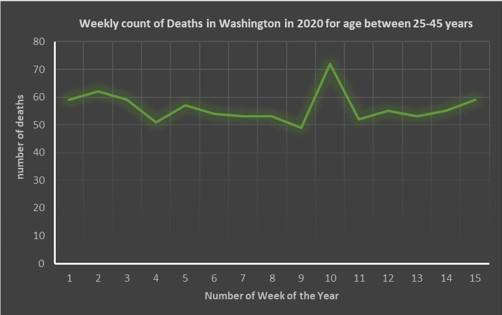 Weekly count of Deaths in Washington in 2020 for age between 25-45 years
number of deaths
80
70
60
50
40
30
20
10
0
1 2 3 4 5 6 7 8 9 10 11 12 13 14 15
Number of Week of the Year